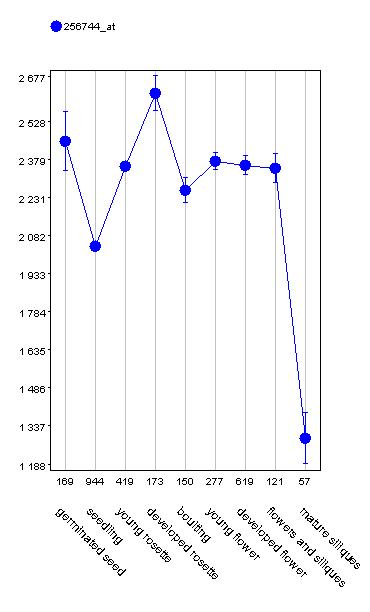 256744_at
2 677
2 528
2 379
2 231
2 082
1 933
1 784
1 635
1 486
1 337
1 188
169 944 419 173 150 277 619 121 57
germinated seed
seedling
young rosette
developed rosette
boulting
young flower
developed flower
flowers and siliques
mature siliques